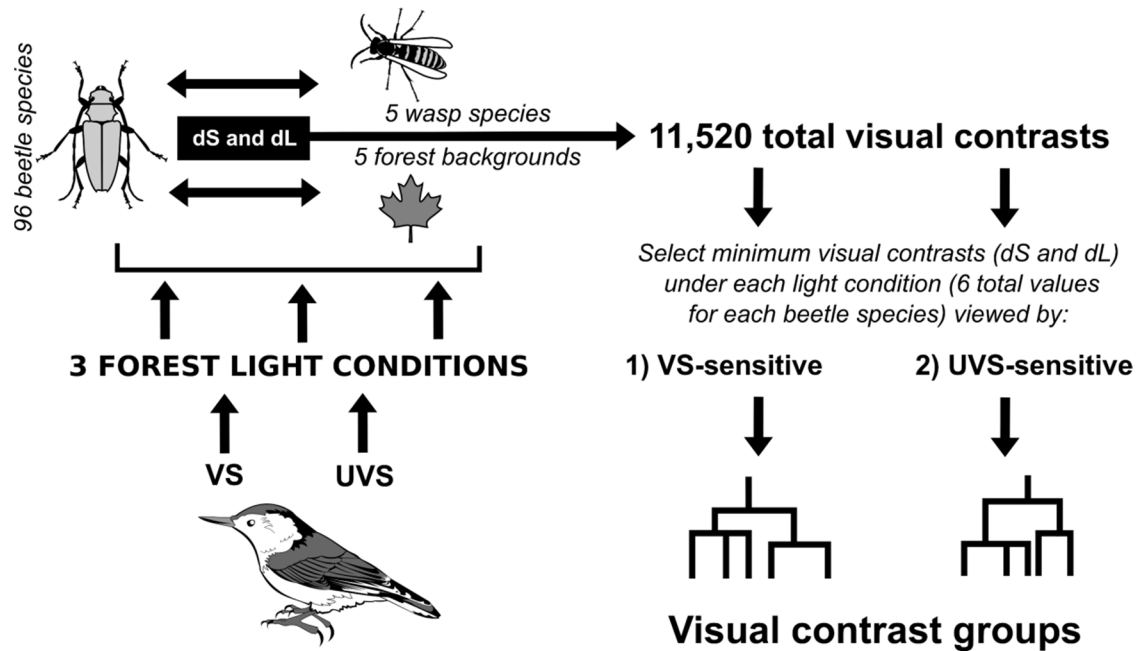 96 beetle species
dS and dL
5 wasp species
5 forest backgrounds
11,520 total visual contrasts
3 FOREST LIGHT CONDITIONS
VS
UVS
Select minimum visual contrasts (dS and dL)
under each light condition (6 total values
for each beetle species) viewed by:
1) VS-sensitive
2) UVS-sensitive
Visual contrast groups